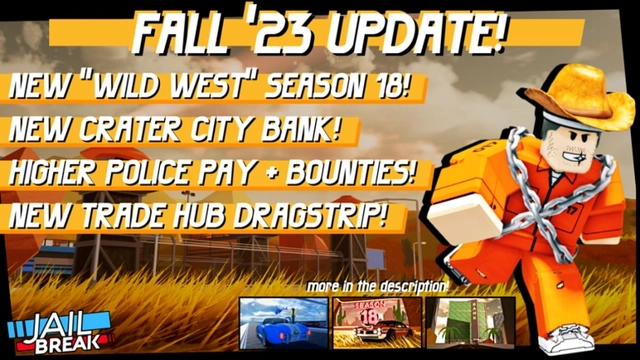 FALL '23 UPDATE!
NEW "WILD WEST" SEASON 18!
NEW CRATER CITY BANK!
HIGHER POLICE PAY + BOUNTIES!
NEW TRADE HUB DRAGSTRIP!
more in the description!
SEASON
18
JAIL
BREAK